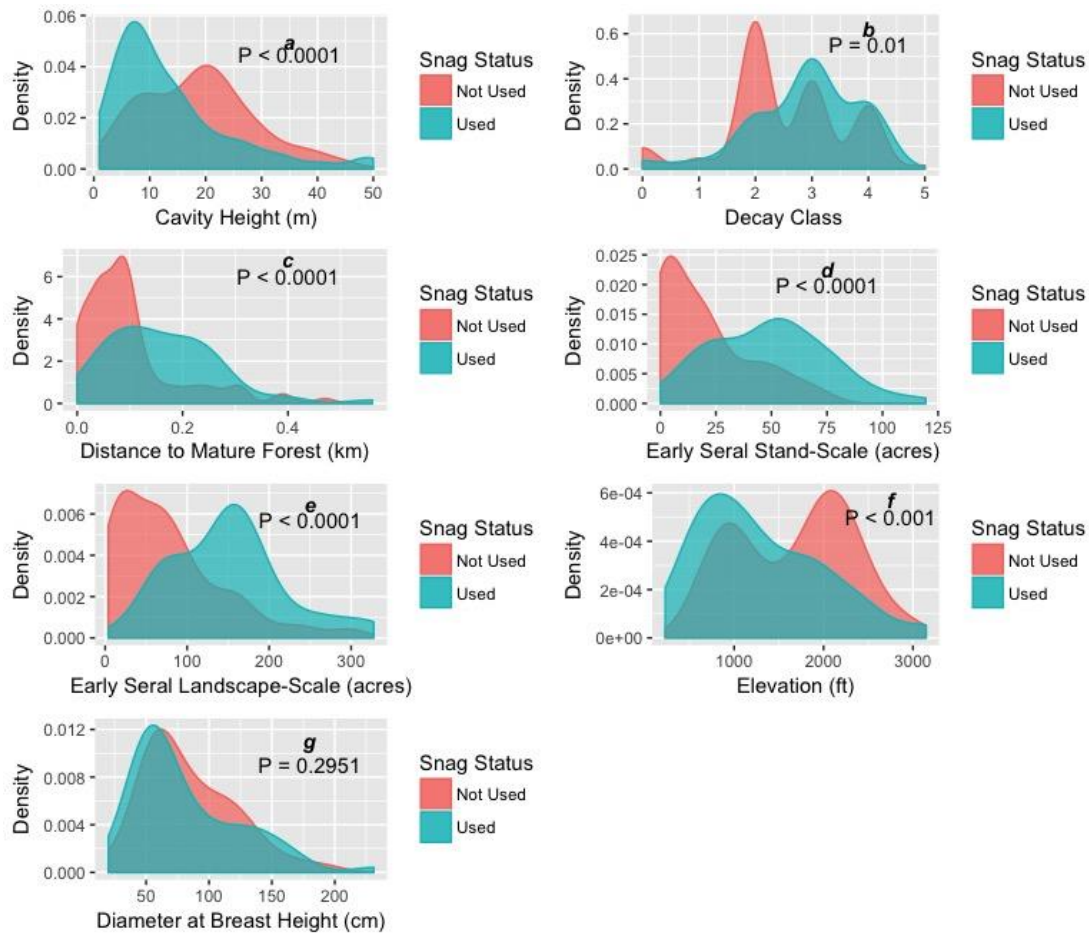 a
P < 0.0001
Density
0.06
0.04
0.02
0.00
0 10 20 30 40 50
Cavity Height (m)
Snag Status
Not Used
Used
b
P = 0.01
Density
0.6
0.4
0.2
0.0
0 1 2 3 4 5
Decay Class
Snag Status
Not Used
Used
c
P < 0.0001
Density
6
4
2
0
0.0 0.2 0.4
Distance to Mature Forest (km)
Snag Status
Not Used
Used
d
P < 0.0001
Density
0.025
0.020
0.015
0.010
0.005
0.000
0 25 50 75 100 125
Early Seral Stand-Scale (acres)
Snag Status
Not Used
Used
e
P < 0.0001
Density
0.006
0.004
0.002
0.000
0 100 200 300
Early Seral Landscape-Scale (acres)
Snag Status
Not Used
Used
f
P < 0.001
Density
6e-04
4e-04
2e-04
0e+00
1000 2000 3000
Elevation (ft)
Snag Status
Not Used
Used
g
P = 0.2951
Density
0.012
0.008
0.004
0.000
50 100 150 200
Diameter at Breast Height (cm)
Snag Status
Not Used
Used